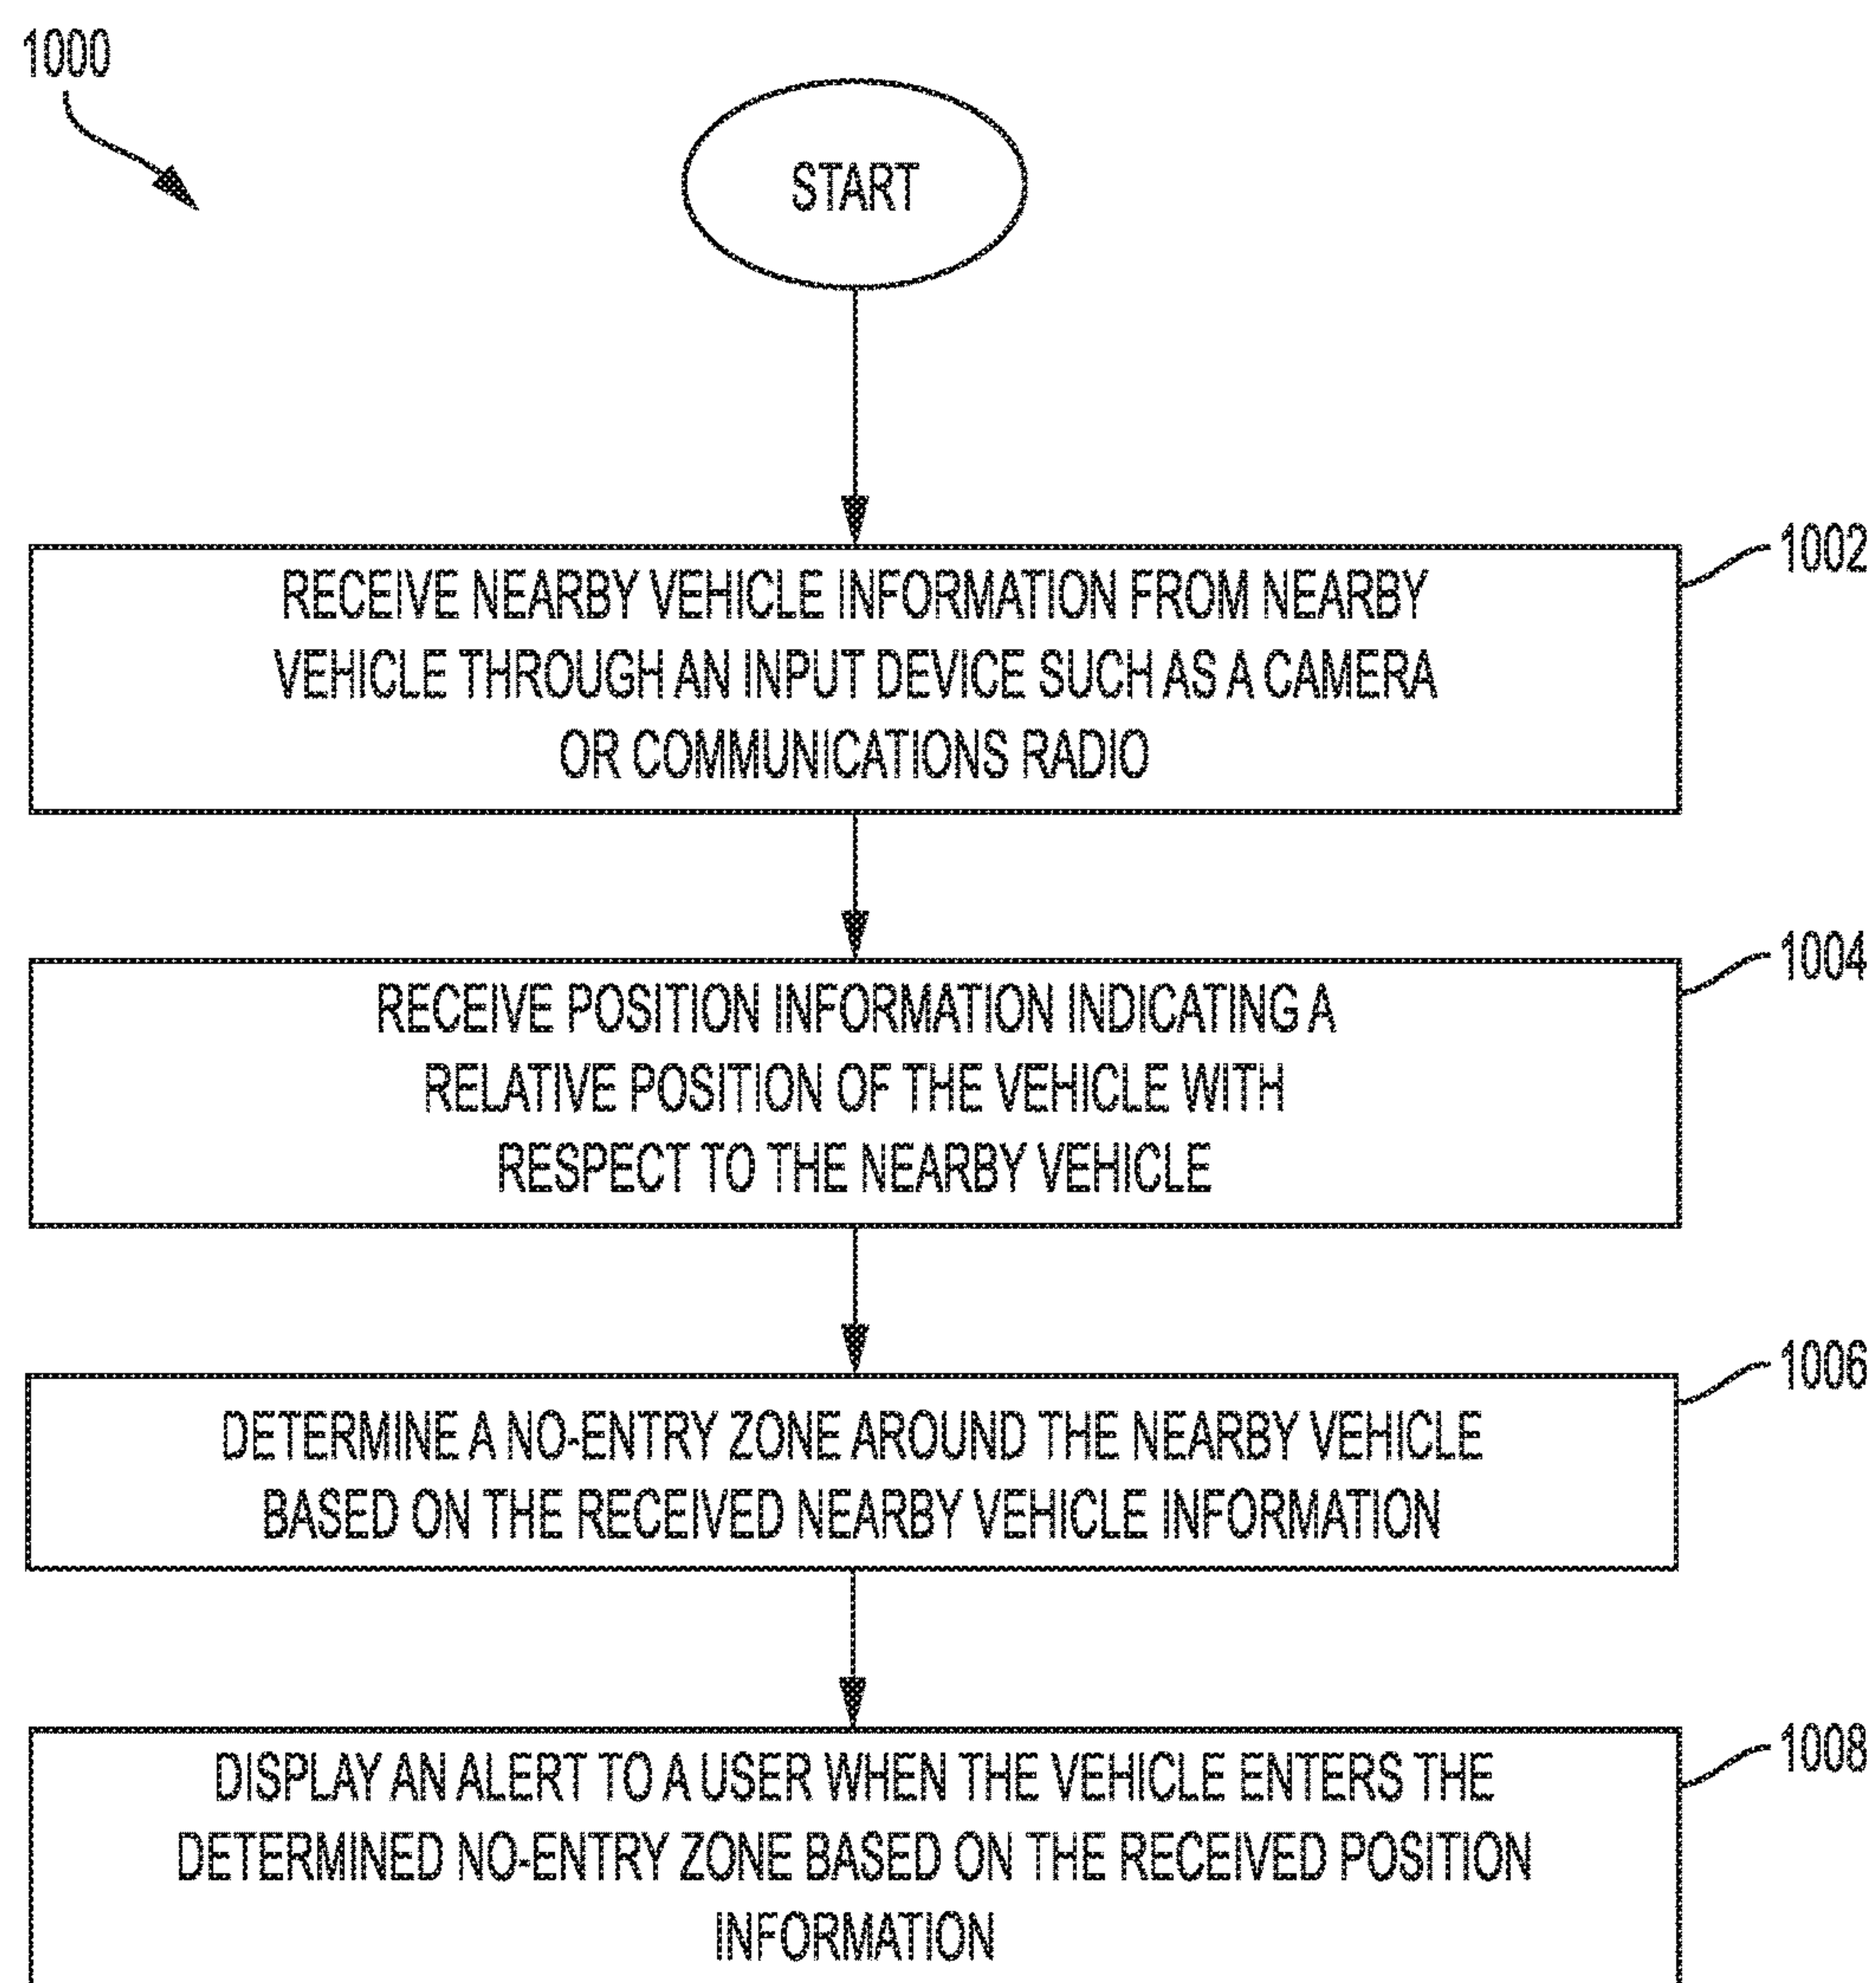 1000
START
1002
RECEIVE NEARBY VEHICLE INFORMATION FROM NEARBY
VEHICLE THROUGH AN INPUT DEVICE SUCH AS A CAMERA
OR COMMUNICATIONS RADIO
1004
RECEIVE POSITION INFORMATION INDICATING A
RELATIVE POSITION OF THE VEHICLE WITH
RESPECT TO THE NEARBY VEHICLE
1006
DETERMINE A NO-ENTRY ZONE AROUND THE NEARBY VEHICLE
BASED ON THE RECEIVED NEARBY VEHICLE INFORMATION
1008
DISPLAY AN ALERT TO A USER WHEN THE VEHICLE ENTERS THE
DETERMINED NO-ENTRY ZONE BASED ON THE RECEIVED POSITION
INFORMATION